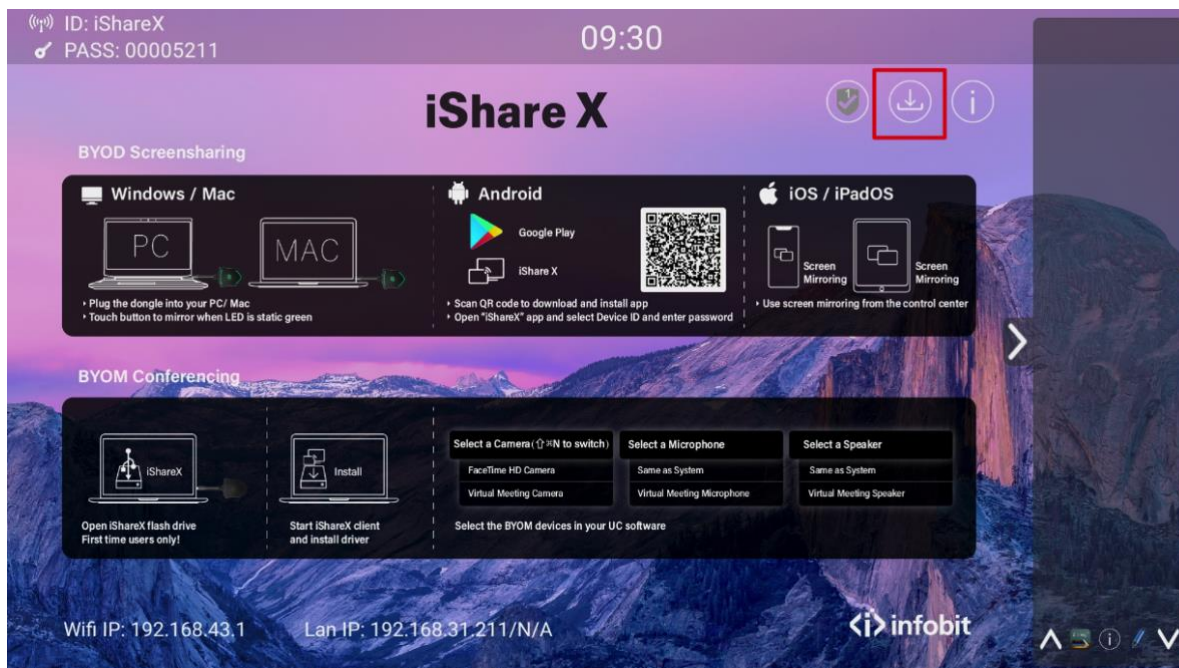 ID: iShareX
PASS: 00005211
09:30
1
iShare X
BYOD Screensharing
Windows / Mac
PC
MAC
‣ Plug the dongle into your PC/ Mac
‣ Touch button to mirror when LED is static green
Android
Google Play
iShare X
‣ Scan QR code to download and install app
‣ Open "iShareX" app and select Device ID and enter password
iOS / iPadOS
Screen
Mirroring
Screen
Mirroring
‣ Use screen mirroring from the control center
BYOM Conferencing
iShareX
Open iShareX flash drive
First time users only!
Install
Start iShareX client
and install driver
Select a Camera(⇧⌘N to switch)
FaceTime HD Camera
Virtual Meeting Camera
Select a Microphone
Same as System
Virtual Meeting Microphone
Select a Speaker
Same as System
Virtual Meeting Speaker
Select the BYOM devices in your UC software
Wifi IP: 192.168.43.1
Lan IP: 192.168.31.211/N/A
<i>infobit